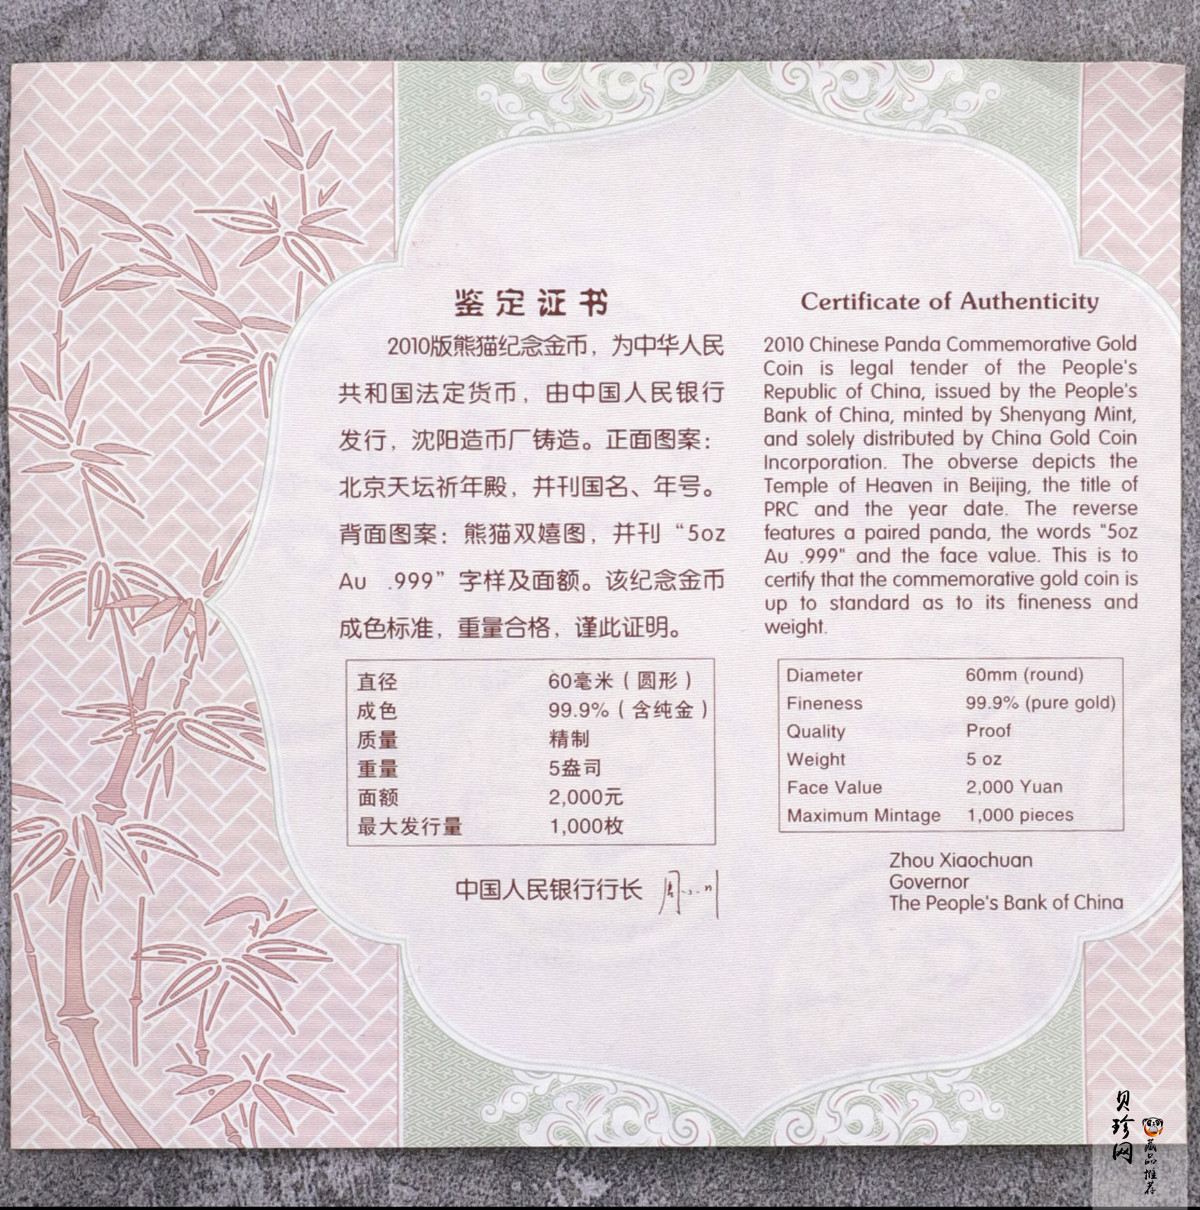 鉴定证书
2010版熊猫纪念金币，为中华人民
共和国法定货币，由中国人民银行
发行，沈阳造币厂铸造。正面图案：
北京天坛祈年殿，并刊国名、年号。
背面图案：熊猫双嬉图，并刊“5oz
Au .999”字样及面额。该纪念金币
成色标准，重量合格，谨此证明。
直径 60毫米（圆形）
成色 99.9%（含纯金）
质量 精制
重量 5盎司
面额 2,000元
最大发行量 1,000枚
中国人民银行行长
Certificate of Authenticity
2010 Chinese Panda Commemorative Gold
Coin is legal tender of the People's
Republic of China, issued by the People's
Bank of China, minted by Shenyang Mint,
and solely distributed by China Gold Coin
Incorporation. The obverse depicts the
Temple of Heaven in Beijing, the title of
PRC and the year date. The reverse
features a paired panda, the words "5oz
Au .999" and the face value. This is to
certify that the commemorative gold coin is
up to standard as to its fineness and
weight.
Diameter 60mm (round)
Fineness 99.9% (pure gold)
Quality Proof
Weight 5 oz
Face Value 2,000 Yuan
Maximum Mintage 1,000 pieces
Zhou Xiaochuan
Governor
The People's Bank of China
贝珍网
藏品推荐